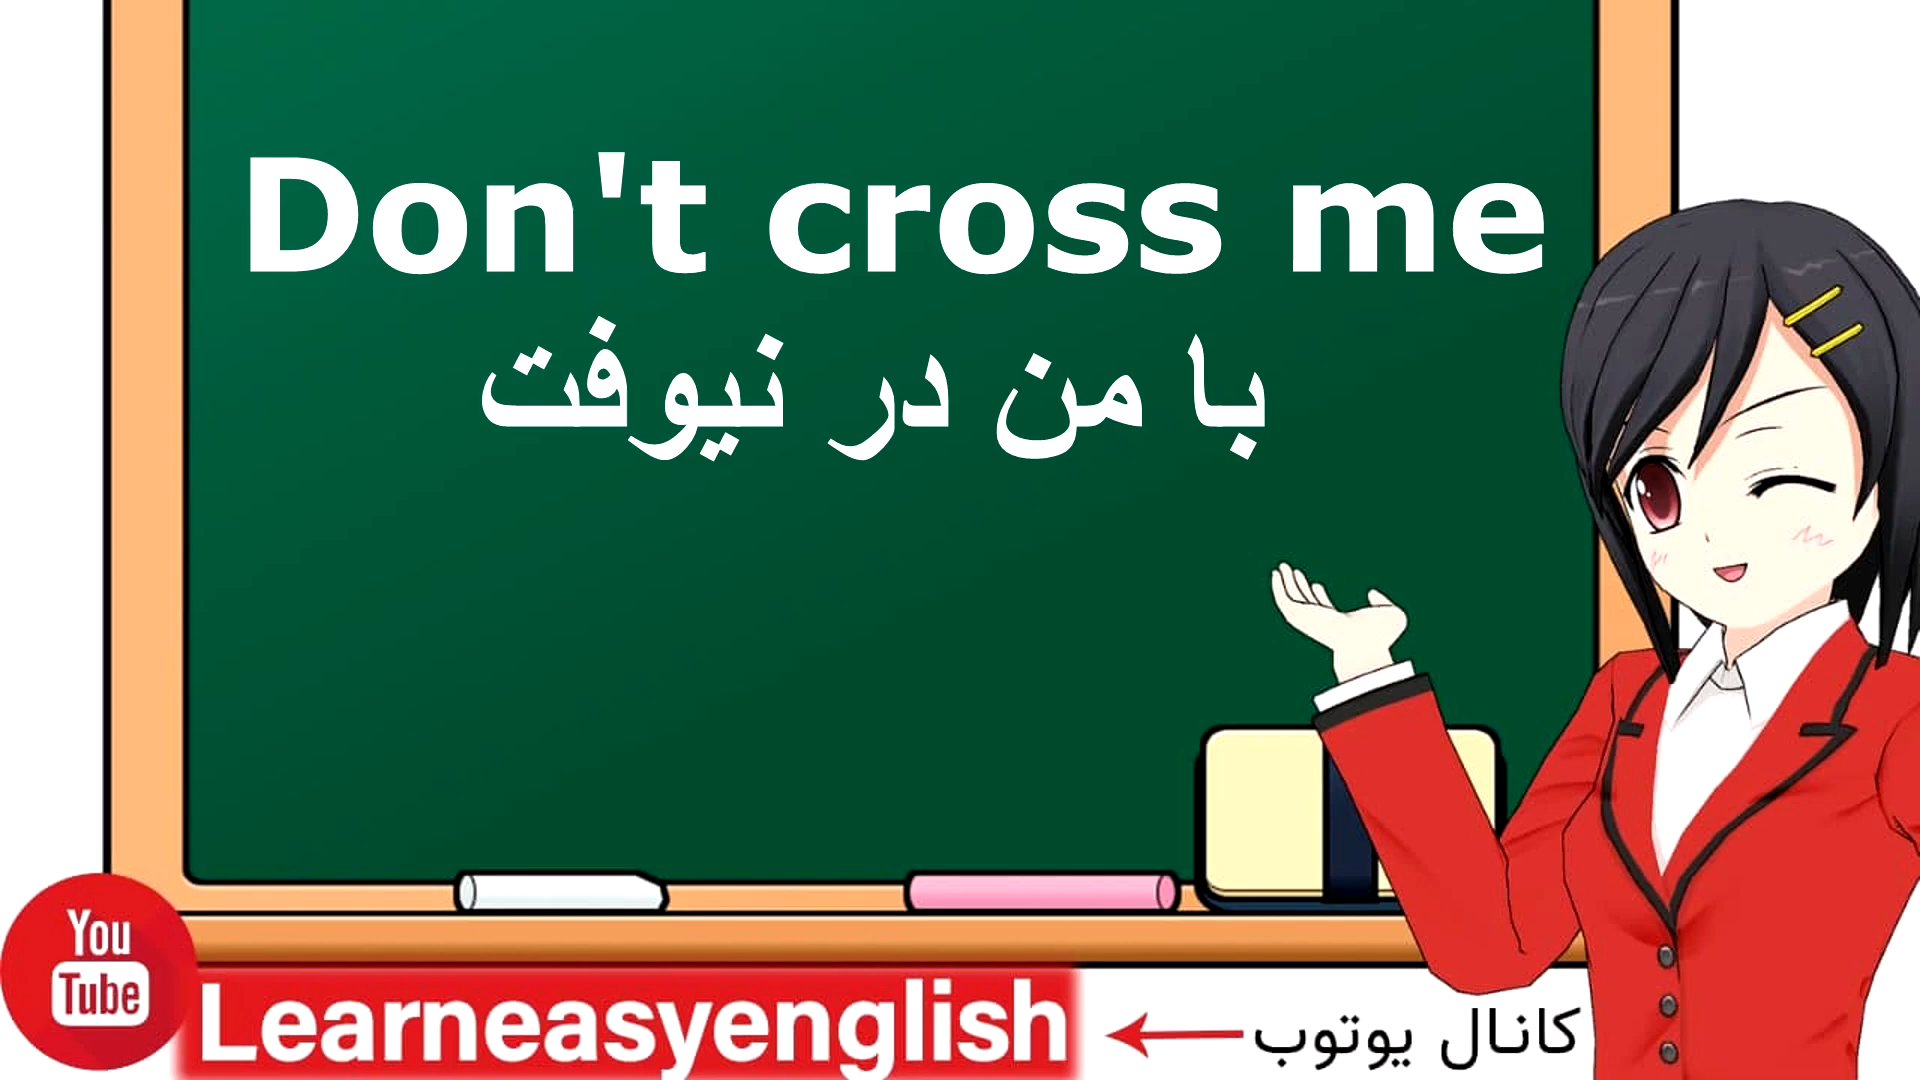 Don't cross me
با من در نیوفت
You
Tube
Learneasyenglish
کانال یوتوب